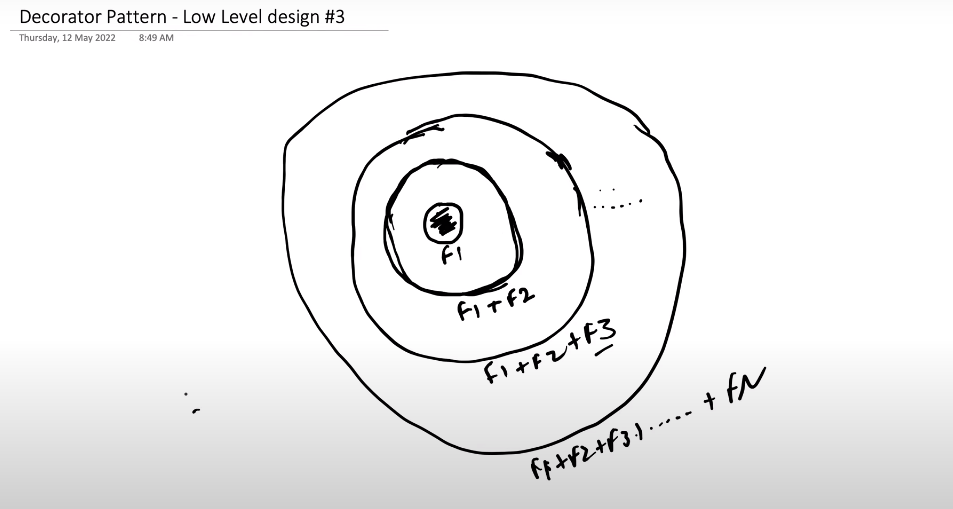 Decorator Pattern - Low Level design #3
Thursday, 12 May 2022 8:49 AM
F1
F1 + F2
F1 + F2 + F3
F1 + F2 + F3 + ...... + FN